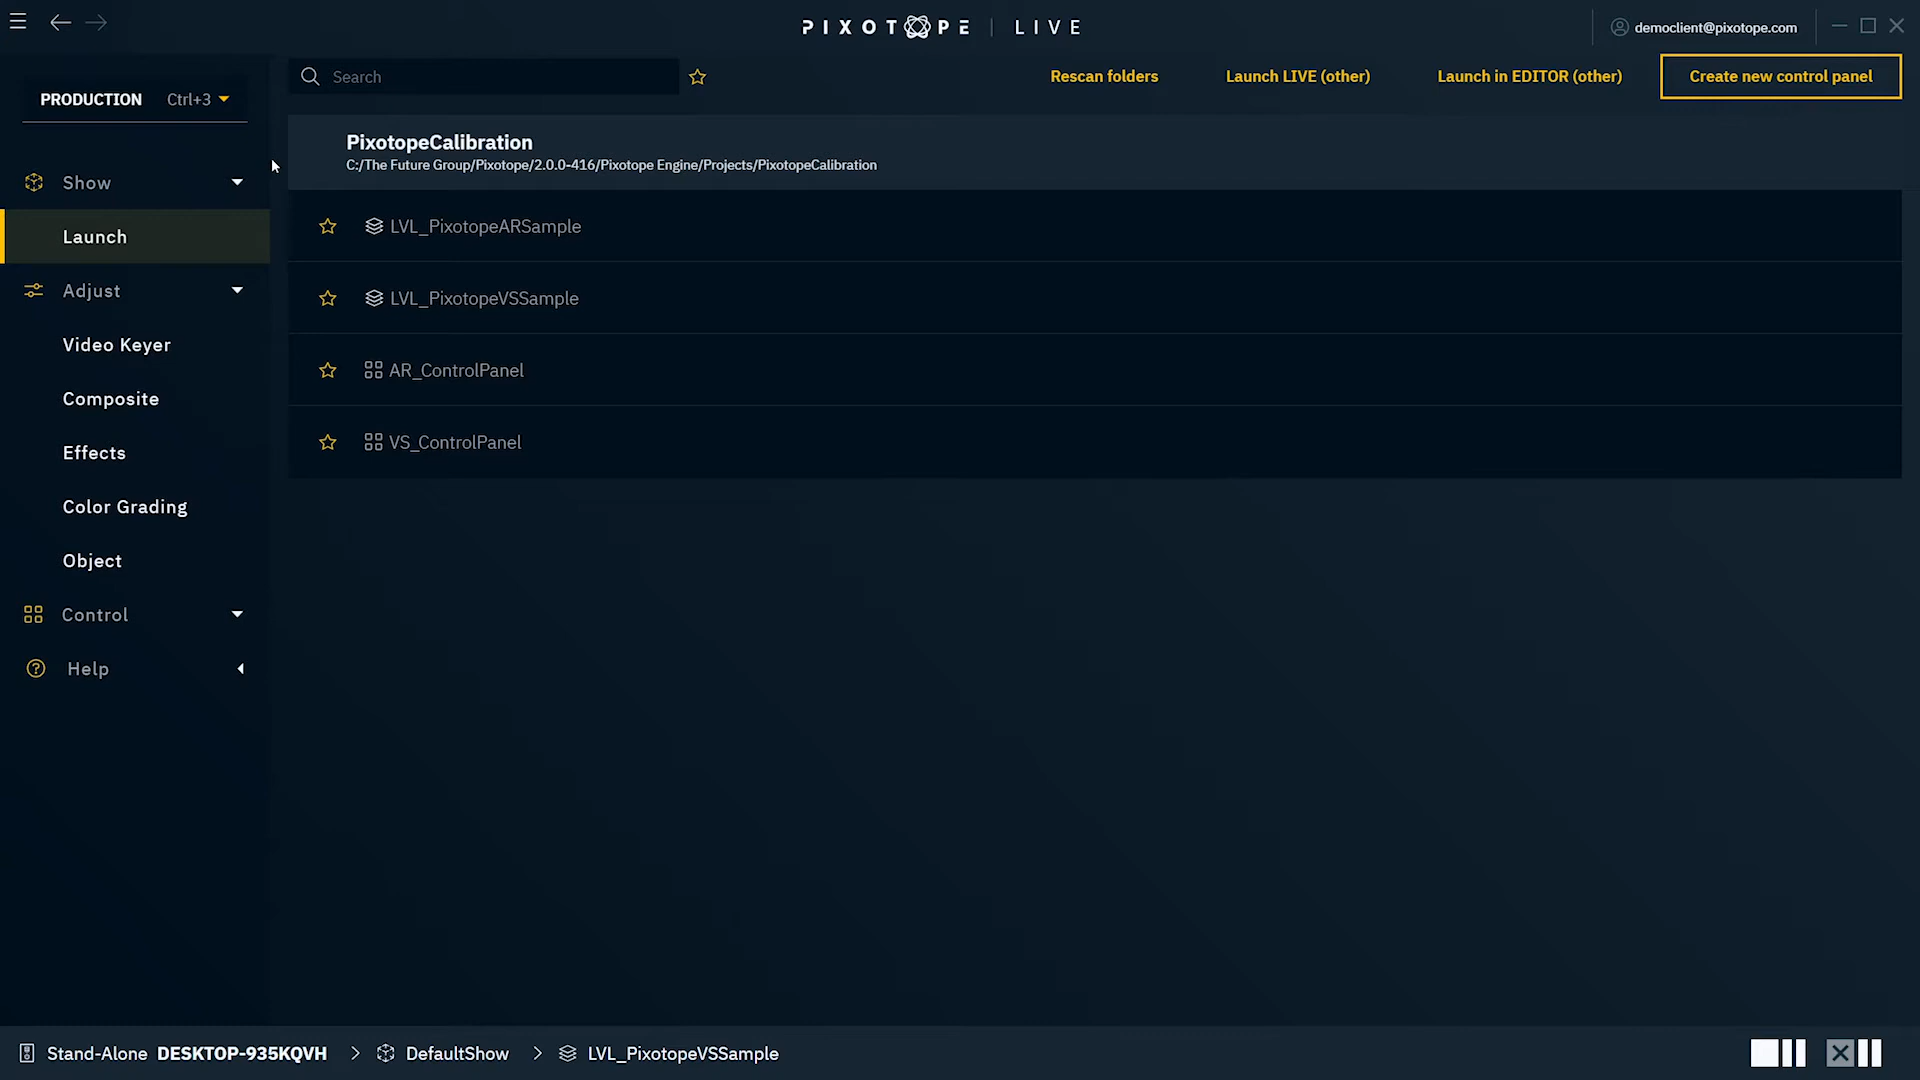 PIXOTOPE | LIVE
democlient@pixotope.com
PRODUCTION Ctrl+3
Search
Rescan folders
Launch LIVE (other)
Launch in EDITOR (other)
Create new control panel
Show
Launch
Adjust
Video Keyer
Composite
Effects
Color Grading
Object
Control
Help
PixotopeCalibration
C:/The Future Group/Pixotope/2.0.0-416/Pixotope Engine/Projects/PixotopeCalibration
LVL_PixotopeARSample
LVL_PixotopeVSSample
AR_ControlPanel
VS_ControlPanel
Stand-Alone DESKTOP-935KQVH > DefaultShow > LVL_PixotopeVSSample